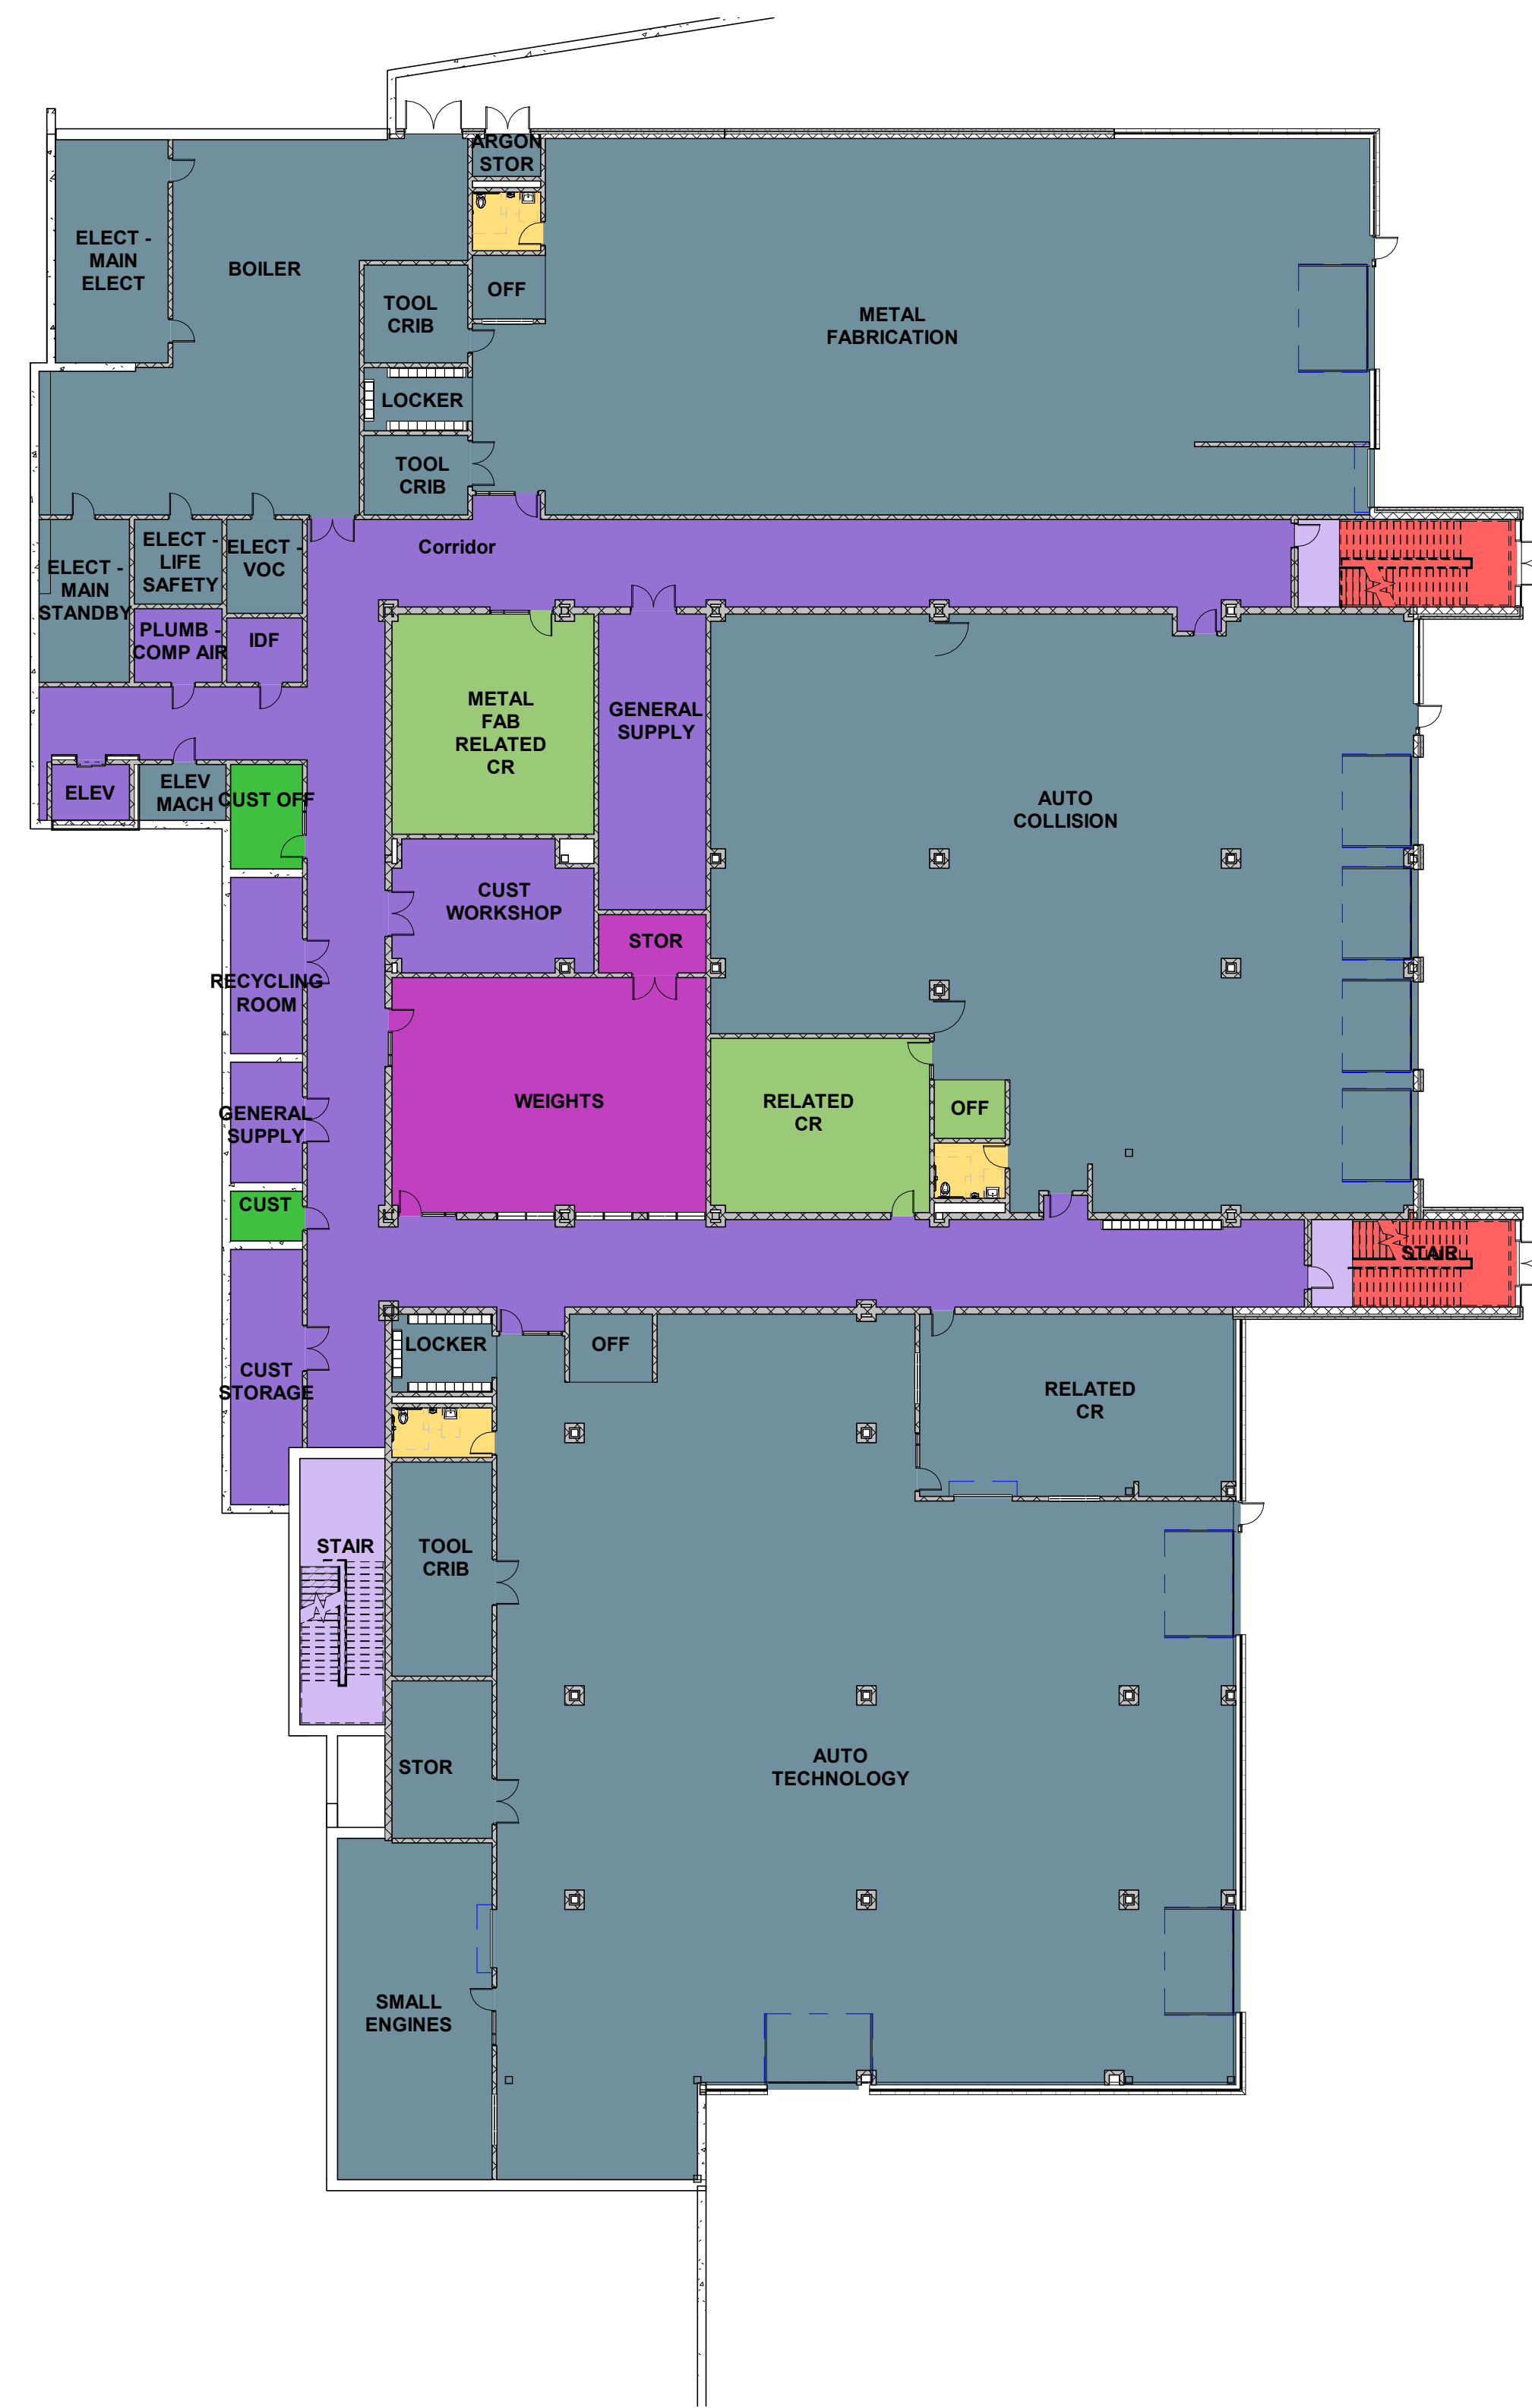 ARGON
STOR
ELECT -
MAIN
ELECT
BOILER
TOOL
CRIB
OFF
METAL
FABRICATION
LOCKER
TOOL
CRIB
Corridor
ELECT -
MAIN
STANDBY
ELECT -
LIFE
SAFETY
ELECT -
VOC
PLUMB -
COMP AIR
IDF
METAL
FAB
RELATED
CR
GENERAL
SUPPLY
ELEV
ELEV
MACH
CUST OFF
AUTO
COLLISION
CUST
WORKSHOP
STOR
RECYCLING
ROOM
WEIGHTS
RELATED
CR
OFF
GENERAL
SUPPLY
CUST
STAIR
LOCKER
OFF
CUST
STORAGE
RELATED
CR
STAIR
TOOL
CRIB
STOR
AUTO
TECHNOLOGY
SMALL
ENGINES